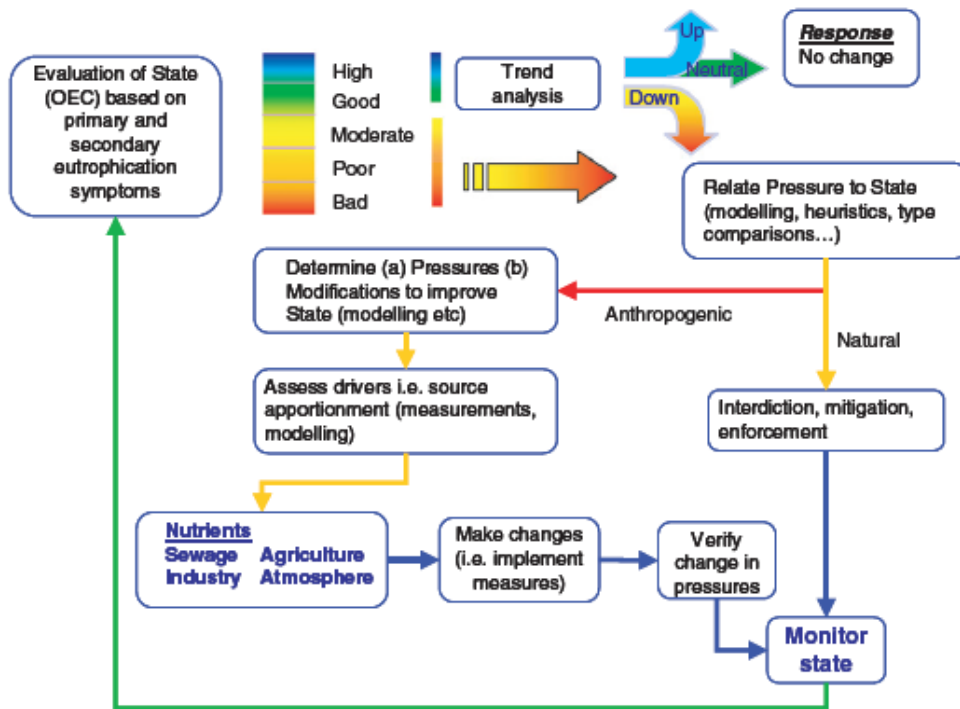 Evaluation of State
(OEC) based on
primary and
secondary
eutrophication
symptoms
High
Good
Moderate
Poor
Bad
Trend
analysis
Up
Neutral
Down
Response
No change
Relate Pressure to State
(modelling, heuristics, type
comparisons...)
Determine (a) Pressures (b)
Modifications to improve
State (modelling etc)
Anthropogenic
Natural
Assess drivers i.e. source
apportionment (measurements,
modelling)
Interdiction, mitigation,
enforcement
Nutrients
Sewage Agriculture
Industry Atmosphere
Make changes
(i.e. implement
measures)
Verify
change in
pressures
Monitor
state